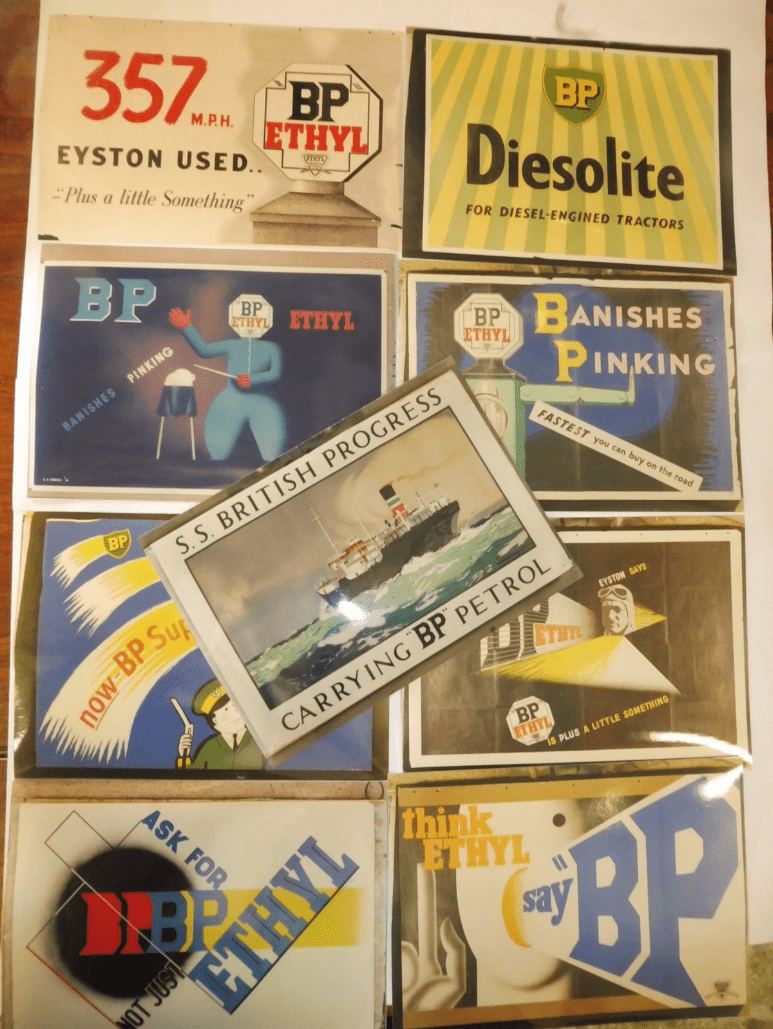 357 M.P.H.
EYSTON USED..
"Plus a little Something"
BP
ETHYL
ETHYL
BP
Diesolite
FOR DIESEL-ENGINED TRACTORS
BP
BP
ETHYL
ETHYL
BANISHES PINKING
BP
ETHYL
BANISHES
PINKING
FASTEST you can buy on the road
S.S. BRITISH PROGRESS
CARRYING "BP" PETROL
BP
now-BP Sup
EYSTON SAYS
BP
ETHYL
BP
ETHYL
IS PLUS A LITTLE SOMETHING
ASK FOR
BP BP
ETHYL
NOT JUST
think
ETHYL
say "BP